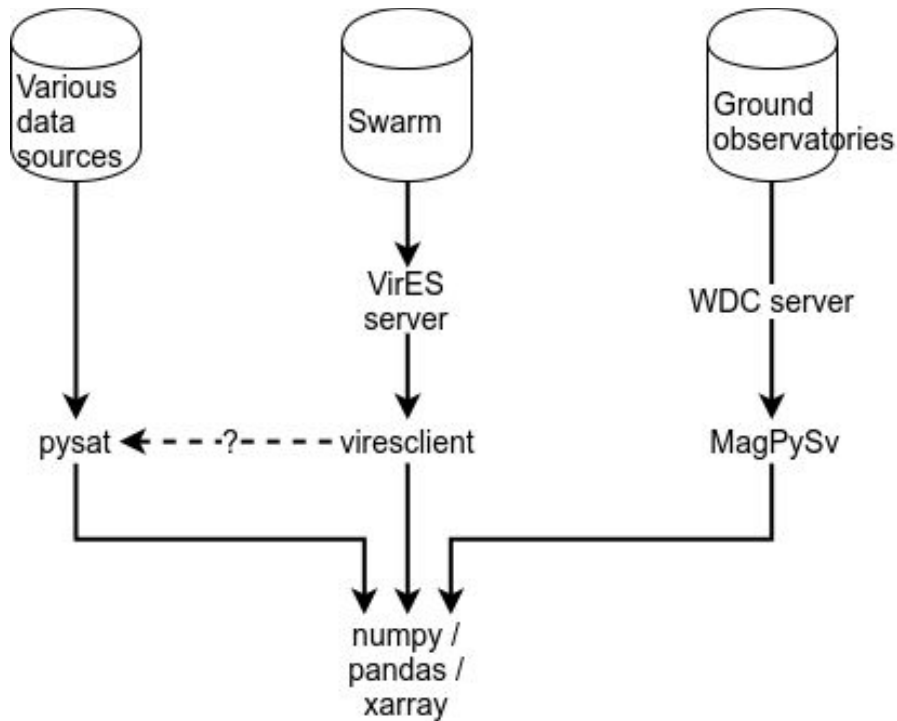 Various
data
sources
Swarm
Ground
observatories
VirES
server
WDC server
pysat
?
viresclient
MagPySv
numpy /
pandas /
xarray